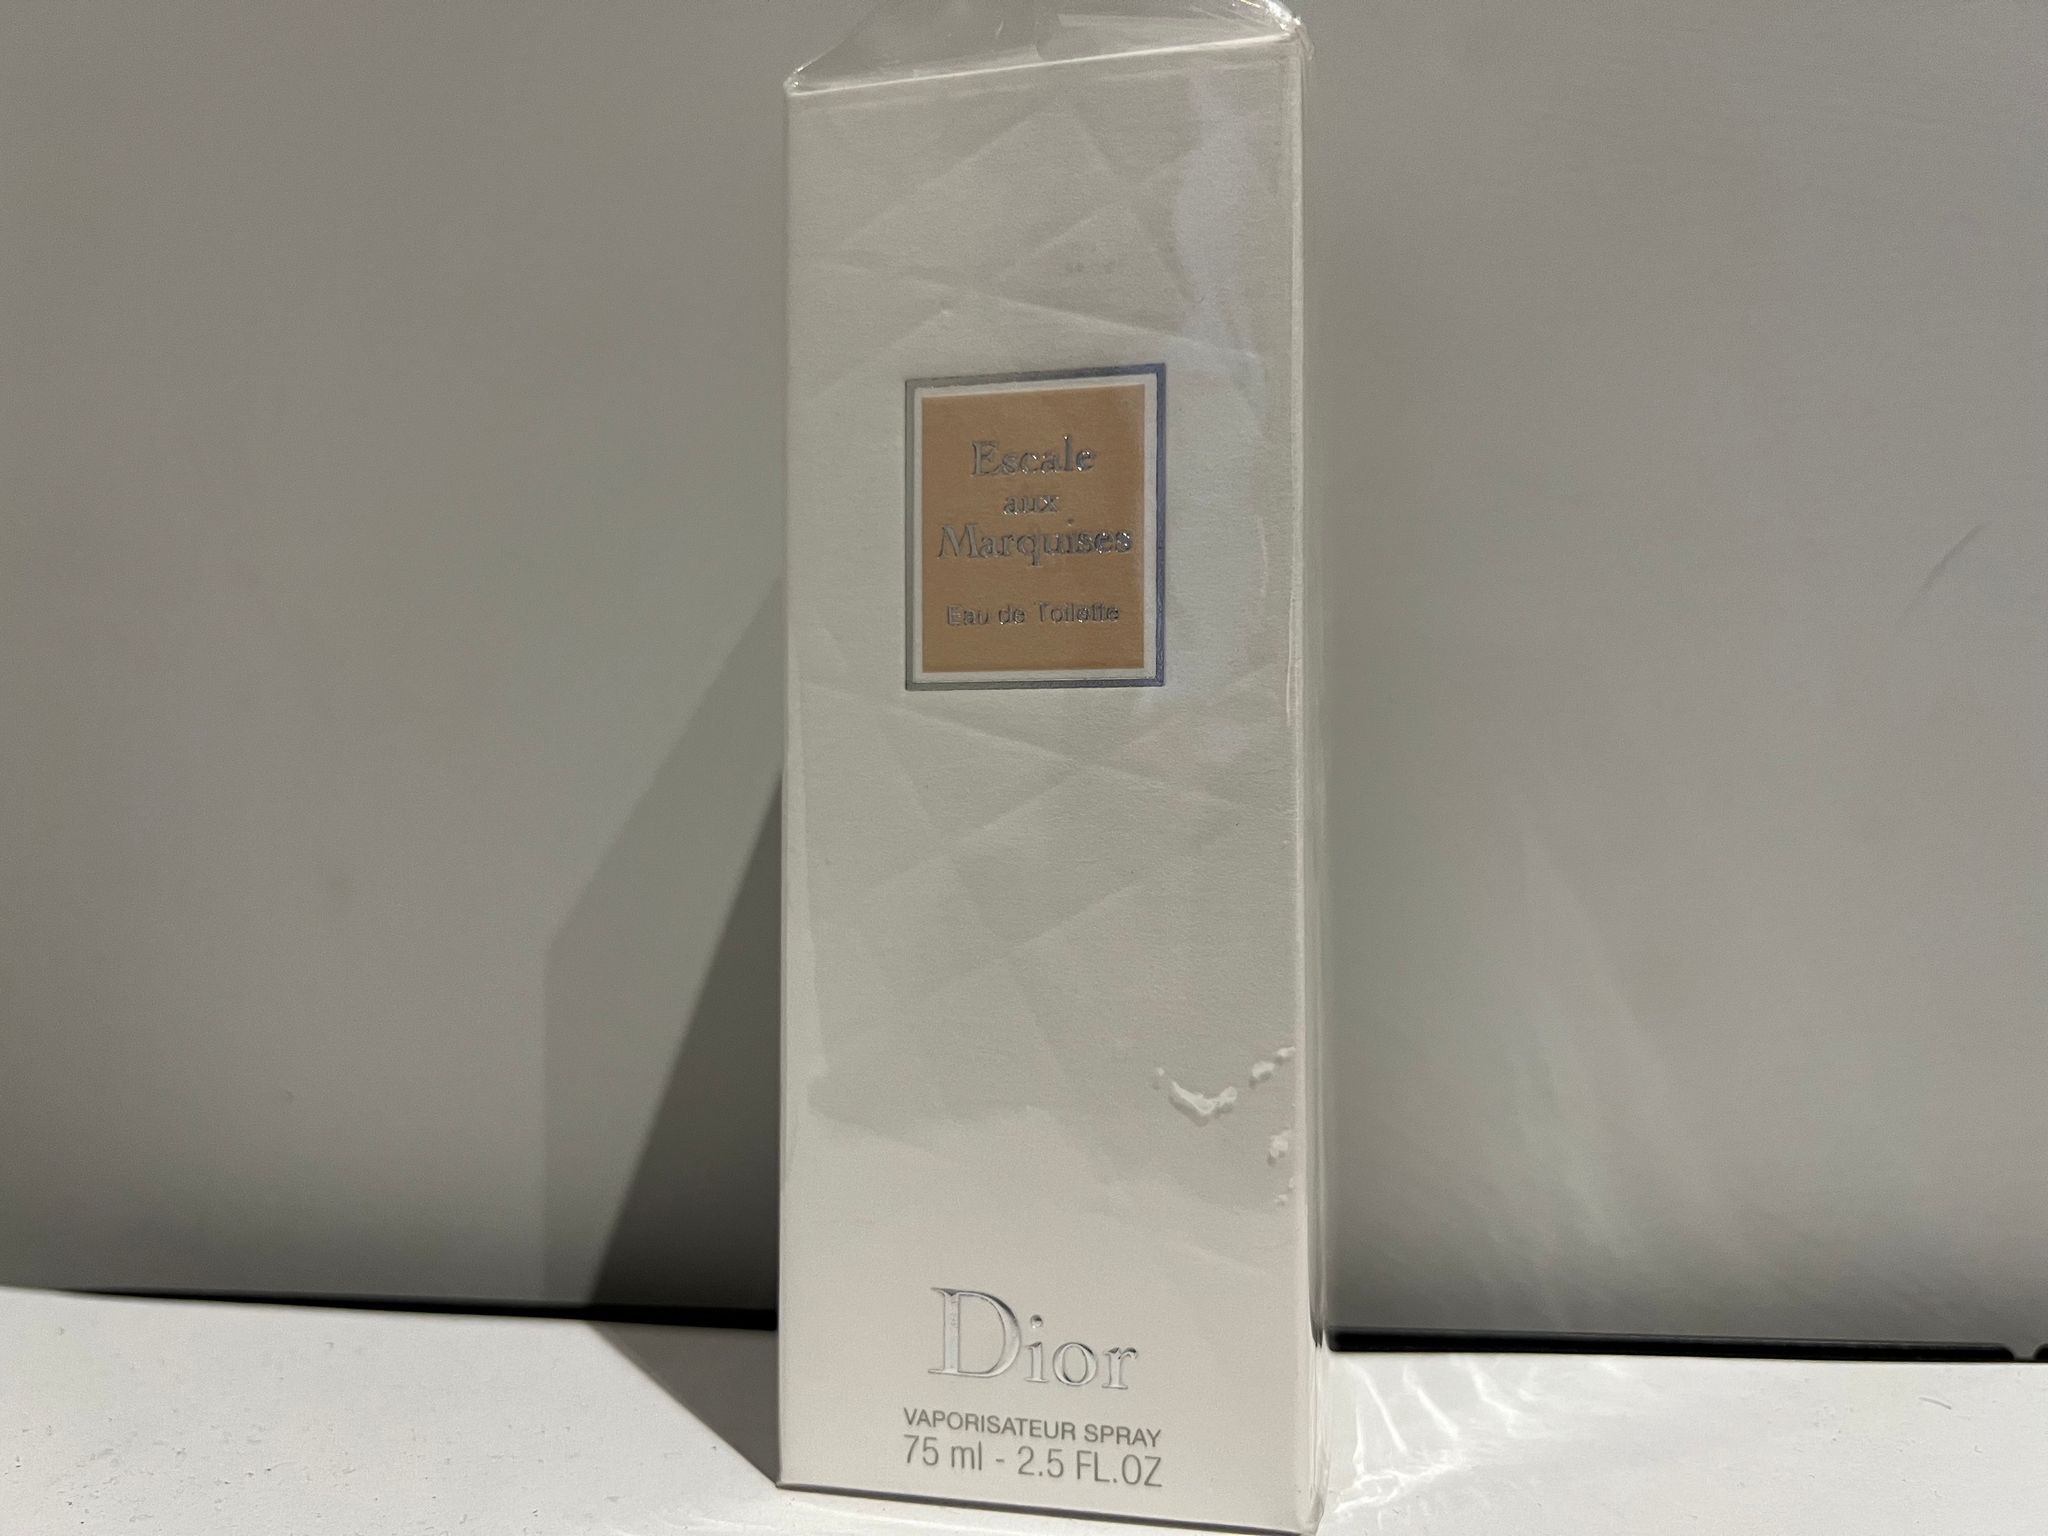 Escale
aux
Marquises
Eau de Toilette
Dior
VAPORISATEUR SPRAY
75 ml - 2.5 FL.OZ